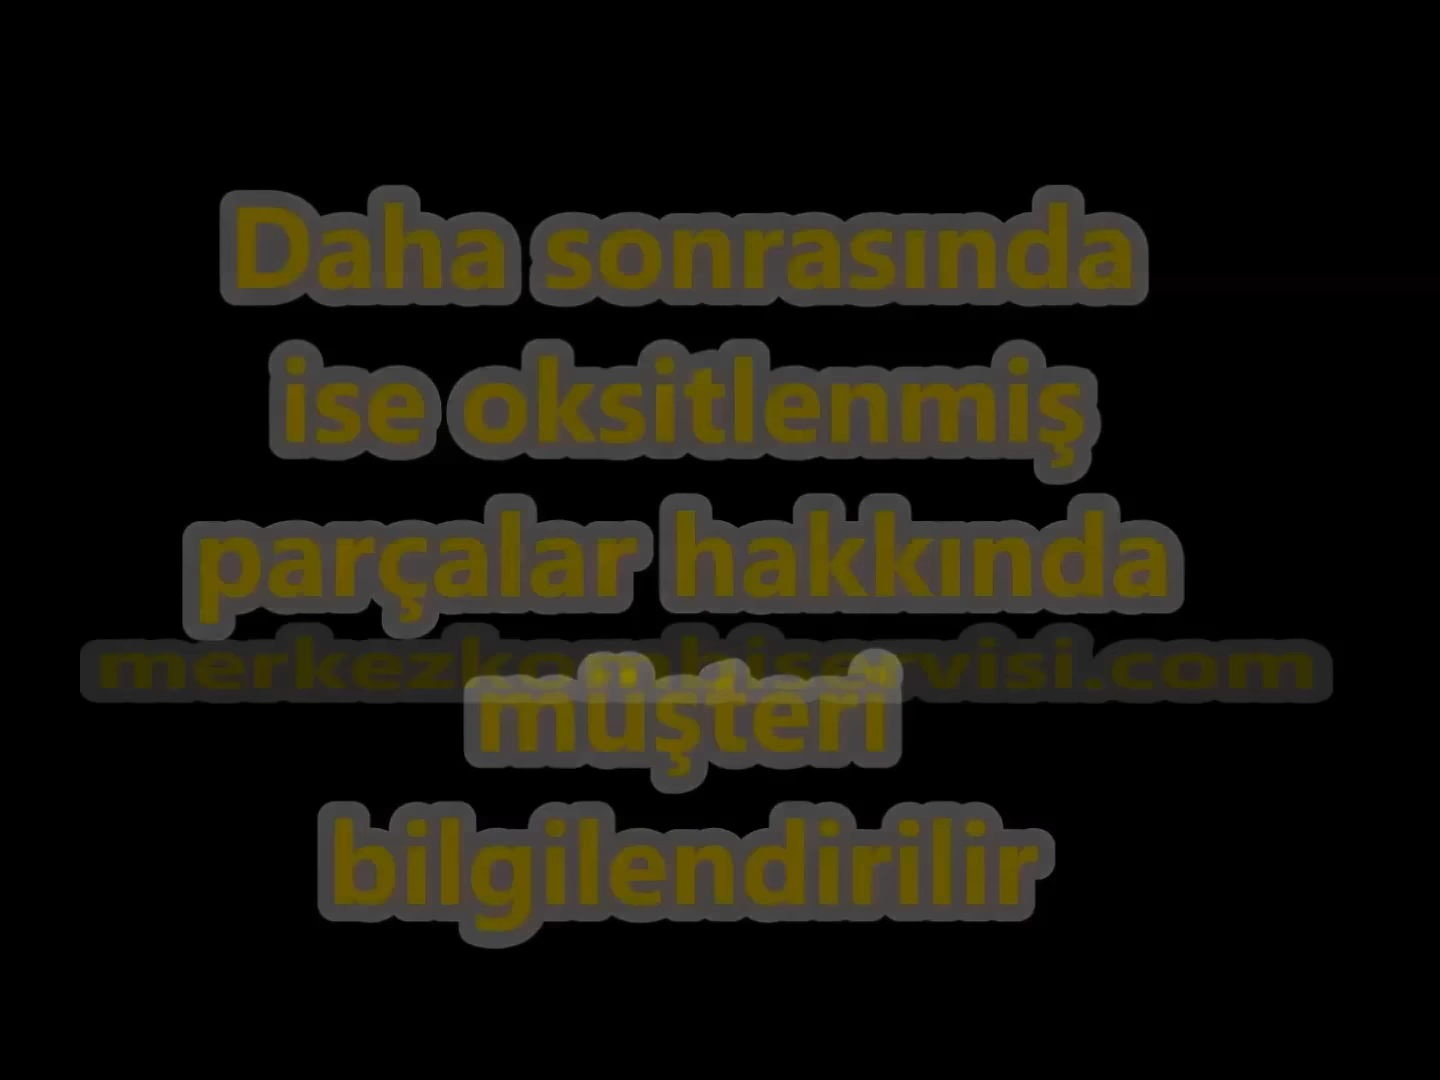 Daha sonrasında
ise oksitlenmiş
parçalar hakkında
merkezkombiservisi.com
müşteri
bilgilendirilir